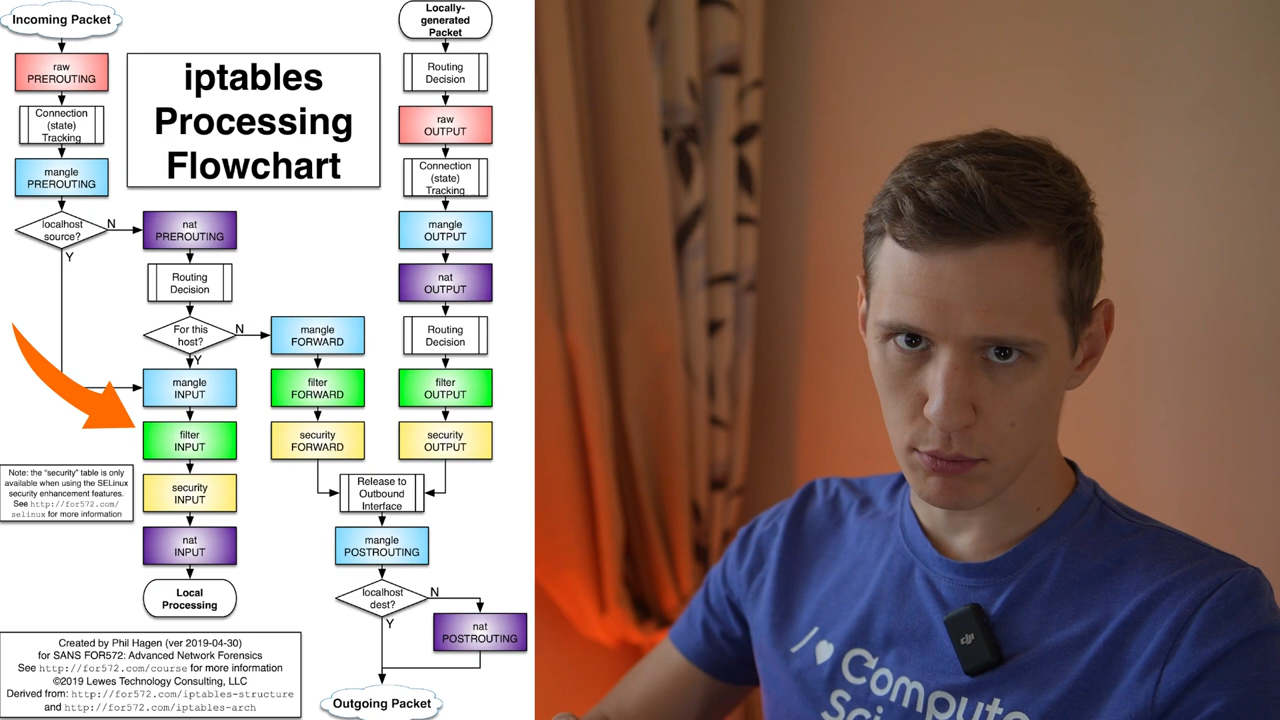 Incoming Packet
raw
PREROUTING
Connection
(state)
Tracking
mangle
PREROUTING
localhost
source?
N
Y
iptables
Processing
Flowchart
nat
PREROUTING
Routing
Decision
For this
host?
N
Y
mangle
INPUT
filter
INPUT
security
INPUT
nat
INPUT
Local
Processing
mangle
FORWARD
filter
FORWARD
security
FORWARD
Locally-
generated
Packet
Routing
Decision
raw
OUTPUT
Connection
(state)
Tracking
mangle
OUTPUT
nat
OUTPUT
Routing
Decision
filter
OUTPUT
security
OUTPUT
Release to
Outbound
Interface
mangle
POSTROUTING
localhost
dest?
N
Y
nat
POSTROUTING
Outgoing Packet
Note: the "security" table is only
available when using the SELinux
security enhancement features.
See http://for572.com/
selinux for more information
Created by Phil Hagen (ver 2019-04-30)
for SANS FOR572: Advanced Network Forensics
See http://for572.com/course for more information
©2019 Lewes Technology Consulting, LLC
Derived from: http://for572.com/iptables-structure
and http://for572.com/iptables-arch
dji
I ♥ Compute
Sci